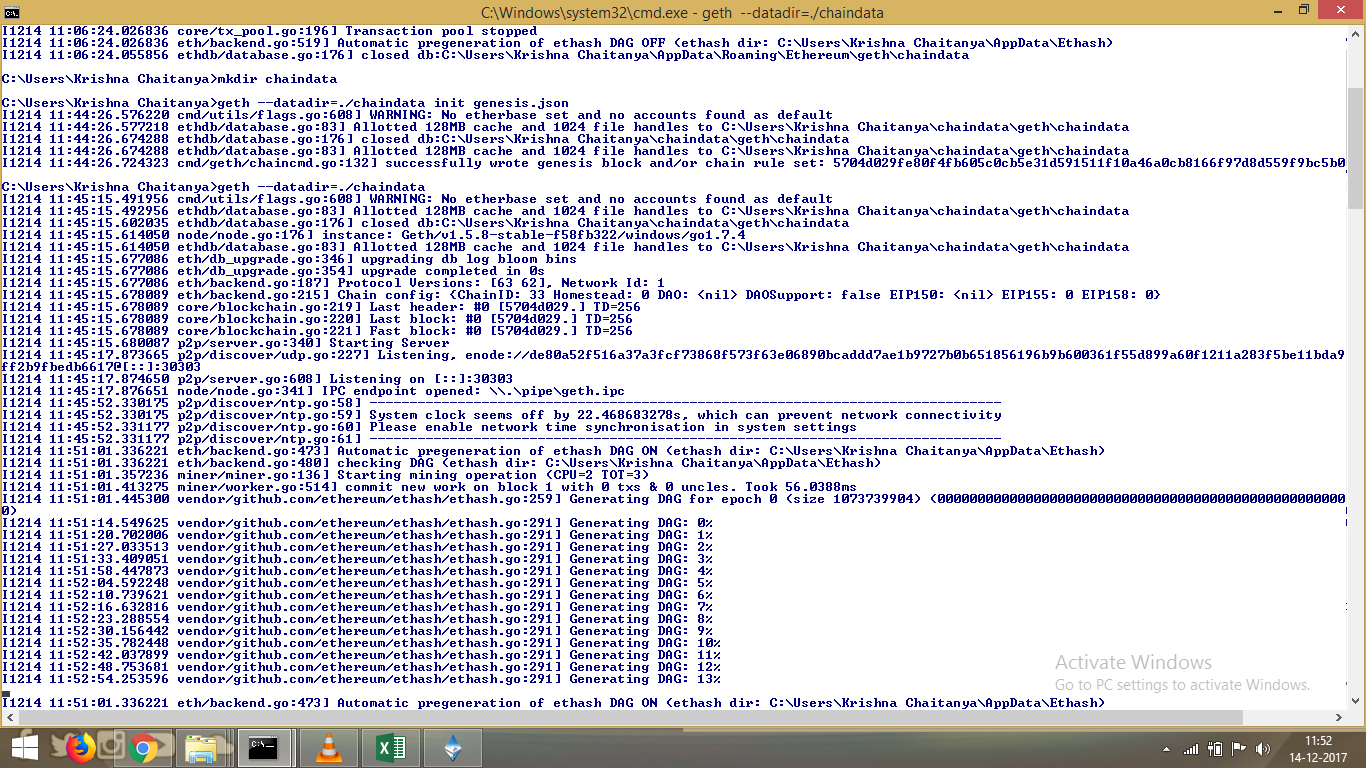 C:\Windows\system32\cmd.exe - geth --datadir=./chaindata
I1214 11:06:24.026836 core/tx_pool.go:196] Transaction pool stopped
I1214 11:06:24.026836 eth/backend.go:519] Automatic pregeneration of ethash DAG OFF (ethash dir: C:\Users\Krishna Chaitanya\AppData\Ethash)
I1214 11:06:24.055856 ethdb/database.go:176] closed db:C:\Users\Krishna Chaitanya\AppData\Roaming\Ethereum\geth\chaindata
C:\Users\Krishna Chaitanya>mkdir chaindata
C:\Users\Krishna Chaitanya>geth --datadir=./chaindata init genesis.json
I1214 11:44:26.576220 cmd/utils/flags.go:608] WARNING: No etherbase set and no accounts found as default
I1214 11:44:26.577218 ethdb/database.go:83] Allotted 128MB cache and 1024 file handles to C:\Users\Krishna Chaitanya\chaindata\geth\chaindata
I1214 11:44:26.674288 ethdb/database.go:176] closed db:C:\Users\Krishna Chaitanya\chaindata\geth\chaindata
I1214 11:44:26.674288 ethdb/database.go:83] Allotted 128MB cache and 1024 file handles to C:\Users\Krishna Chaitanya\chaindata\geth\chaindata
I1214 11:44:26.724323 cmd/geth/chaincmd.go:132] successfully wrote genesis block and/or chain rule set: 5704d029fe80f4fb605c0cb5e31d591511f10a46a0cb8166f97d8d559f9bc5b0
C:\Users\Krishna Chaitanya>geth --datadir=./chaindata
I1214 11:45:15.491956 cmd/utils/flags.go:608] WARNING: No etherbase set and no accounts found as default
I1214 11:45:15.492956 ethdb/database.go:83] Allotted 128MB cache and 1024 file handles to C:\Users\Krishna Chaitanya\chaindata\geth\chaindata
I1214 11:45:15.602035 ethdb/database.go:176] closed db:C:\Users\Krishna Chaitanya\chaindata\geth\chaindata
I1214 11:45:15.614050 node/node.go:176] instance: Geth/v1.5.8-stable-f58fb322/windows/go1.7.4
I1214 11:45:15.614050 ethdb/database.go:83] Allotted 128MB cache and 1024 file handles to C:\Users\Krishna Chaitanya\chaindata\geth\chaindata
I1214 11:45:15.677086 eth/db_upgrade.go:346] upgrading db log bloom bins
I1214 11:45:15.677086 eth/db_upgrade.go:354] upgrade completed in 0s
I1214 11:45:15.677086 eth/backend.go:187] Protocol Versions: [63 62], Network Id: 1
I1214 11:45:15.678089 eth/backend.go:215] Chain config: {ChainID: 33 Homestead: 0 DAO: <nil> DAOSupport: false EIP150: <nil> EIP155: 0 EIP158: 0}
I1214 11:45:15.678089 core/blockchain.go:219] Last header: #0 [5704d029.] TD=256
I1214 11:45:15.678089 core/blockchain.go:220] Last block: #0 [5704d029.] TD=256
I1214 11:45:15.678089 core/blockchain.go:221] Fast block: #0 [5704d029.] TD=256
I1214 11:45:15.680087 p2p/server.go:340] Starting Server
I1214 11:45:17.873665 p2p/discover/udp.go:227] Listening, enode://de80a52f516a37a3fcf73868f573f63e06890bcaddd7ae1b9727b0b651856196b9b600361f55d899a60f1211a283f5be11bda9
ff2b9fbedb6617@[::]:30303
I1214 11:45:17.874650 p2p/server.go:608] Listening on [::]:30303
I1214 11:45:17.876651 node/node.go:341] IPC endpoint opened: \\.\pipe\geth.ipc
I1214 11:45:52.330175 p2p/discover/ntp.go:58] -------------------------------------------------------------------------------
I1214 11:45:52.330175 p2p/discover/ntp.go:59] System clock seems off by 22.468683278s, which can prevent network connectivity
I1214 11:45:52.331177 p2p/discover/ntp.go:60] Please enable network time synchronisation in system settings
I1214 11:45:52.331177 p2p/discover/ntp.go:61] -------------------------------------------------------------------------------
I1214 11:51:01.336221 eth/backend.go:473] Automatic pregeneration of ethash DAG ON (ethash dir: C:\Users\Krishna Chaitanya\AppData\Ethash)
I1214 11:51:01.336221 eth/backend.go:480] checking DAG (ethash dir: C:\Users\Krishna Chaitanya\AppData\Ethash)
I1214 11:51:01.357236 miner/miner.go:136] Starting mining operation (CPU=2 TOT=3)
I1214 11:51:01.413275 miner/worker.go:514] commit new work on block 1 with 0 txs & 0 uncles. Took 56.0388ms
I1214 11:51:01.445300 vendor/github.com/ethereum/ethash/ethash.go:259] Generating DAG for epoch 0 (size 1073739904) (000000000000000000000000000000000000000000000000000
0)
I1214 11:51:14.549625 vendor/github.com/ethereum/ethash/ethash.go:291] Generating DAG: 0%
I1214 11:51:20.702006 vendor/github.com/ethereum/ethash/ethash.go:291] Generating DAG: 1%
I1214 11:51:27.033513 vendor/github.com/ethereum/ethash/ethash.go:291] Generating DAG: 2%
I1214 11:51:33.409051 vendor/github.com/ethereum/ethash/ethash.go:291] Generating DAG: 3%
I1214 11:51:58.447873 vendor/github.com/ethereum/ethash/ethash.go:291] Generating DAG: 4%
I1214 11:52:04.592248 vendor/github.com/ethereum/ethash/ethash.go:291] Generating DAG: 5%
I1214 11:52:10.739621 vendor/github.com/ethereum/ethash/ethash.go:291] Generating DAG: 6%
I1214 11:52:16.632816 vendor/github.com/ethereum/ethash/ethash.go:291] Generating DAG: 7%
I1214 11:52:23.288554 vendor/github.com/ethereum/ethash/ethash.go:291] Generating DAG: 8%
I1214 11:52:30.156442 vendor/github.com/ethereum/ethash/ethash.go:291] Generating DAG: 9%
I1214 11:52:35.782448 vendor/github.com/ethereum/ethash/ethash.go:291] Generating DAG: 10%
I1214 11:52:42.037899 vendor/github.com/ethereum/ethash/ethash.go:291] Generating DAG: 11%
I1214 11:52:48.753681 vendor/github.com/ethereum/ethash/ethash.go:291] Generating DAG: 12%
I1214 11:52:54.253596 vendor/github.com/ethereum/ethash/ethash.go:291] Generating DAG: 13%
I1214 11:51:01.336221 eth/backend.go:473] Automatic pregeneration of ethash DAG ON (ethash dir: C:\Users\Krishna Chaitanya\AppData\Ethash)
Activate Windows
Go to PC settings to activate Windows.
11:52
14-12-2017